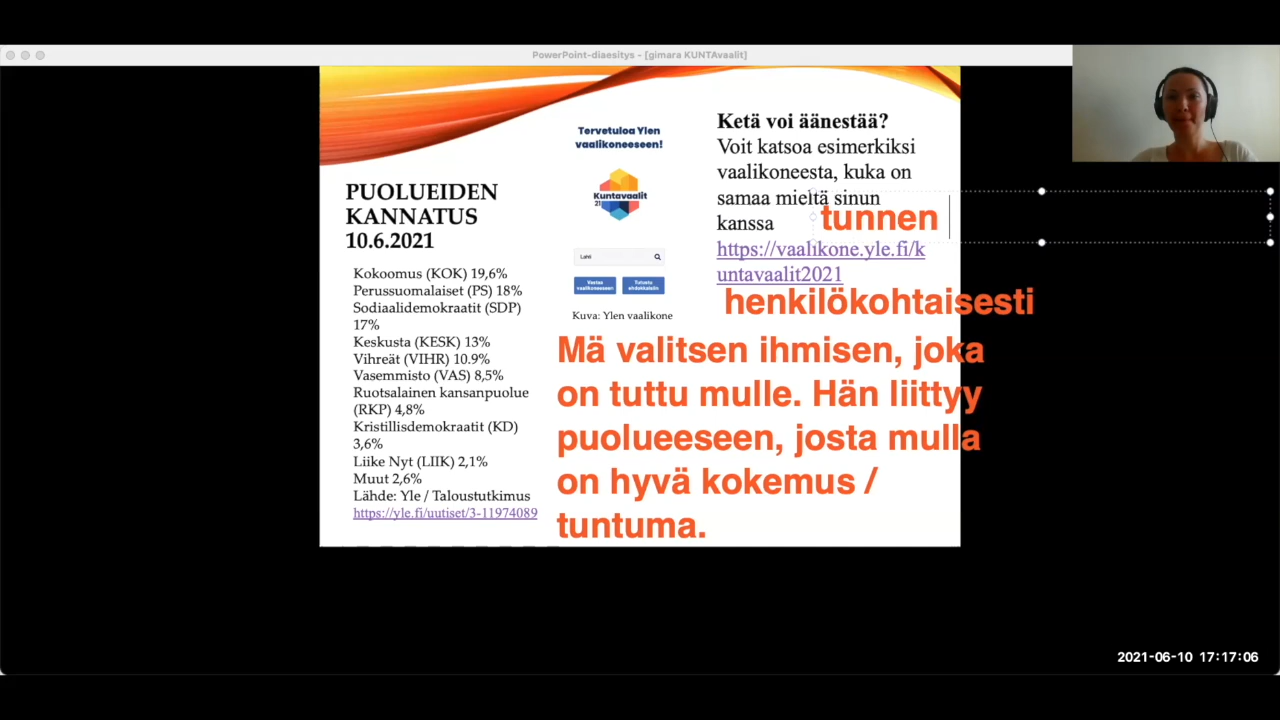 PowerPoint-diaesitys - [gimara KUNTAvaalit]
PUOLUEIDEN
KANNATUS
10.6.2021
Kokoomus (KOK) 19,6%
Perussuomalaiset (PS) 18%
Sodiaalidemokraatit (SDP)
17%
Keskusta (KESK) 13%
Vihreät (VIHR) 10.9%
Vasemmisto (VAS) 8,5%
Ruotsalainen kansanpuolue
(RKP) 4,8%
Kristillisdemokraatit (KD)
3,6%
Liike Nyt (LIIK) 2,1%
Muut 2,6%
Lähde: Yle / Taloustutkimus
https://yle.fi/uutiset/3-11974089
Tervetuloa Ylen
vaalikoneeseen!
Kuntavaalit
21
Lahti
Vastaa
vaalikoneeseen
Tutustu
ehdokkaisiin
Kuva: Ylen vaalikone
Ketä voi äänestää?
Voit katsoa esimerkiksi
vaalikoneesta, kuka on
samaa mieltä sinun
kanssa
https://vaalikone.yle.fi/k
untavaalit2021
tunnen
henkilökohtaisesti
Mä valitsen ihmisen, joka
on tuttu mulle. Hän liittyy
puolueeseen, josta mulla
on hyvä kokemus /
tuntuma.
2021-06-10 17:17:06